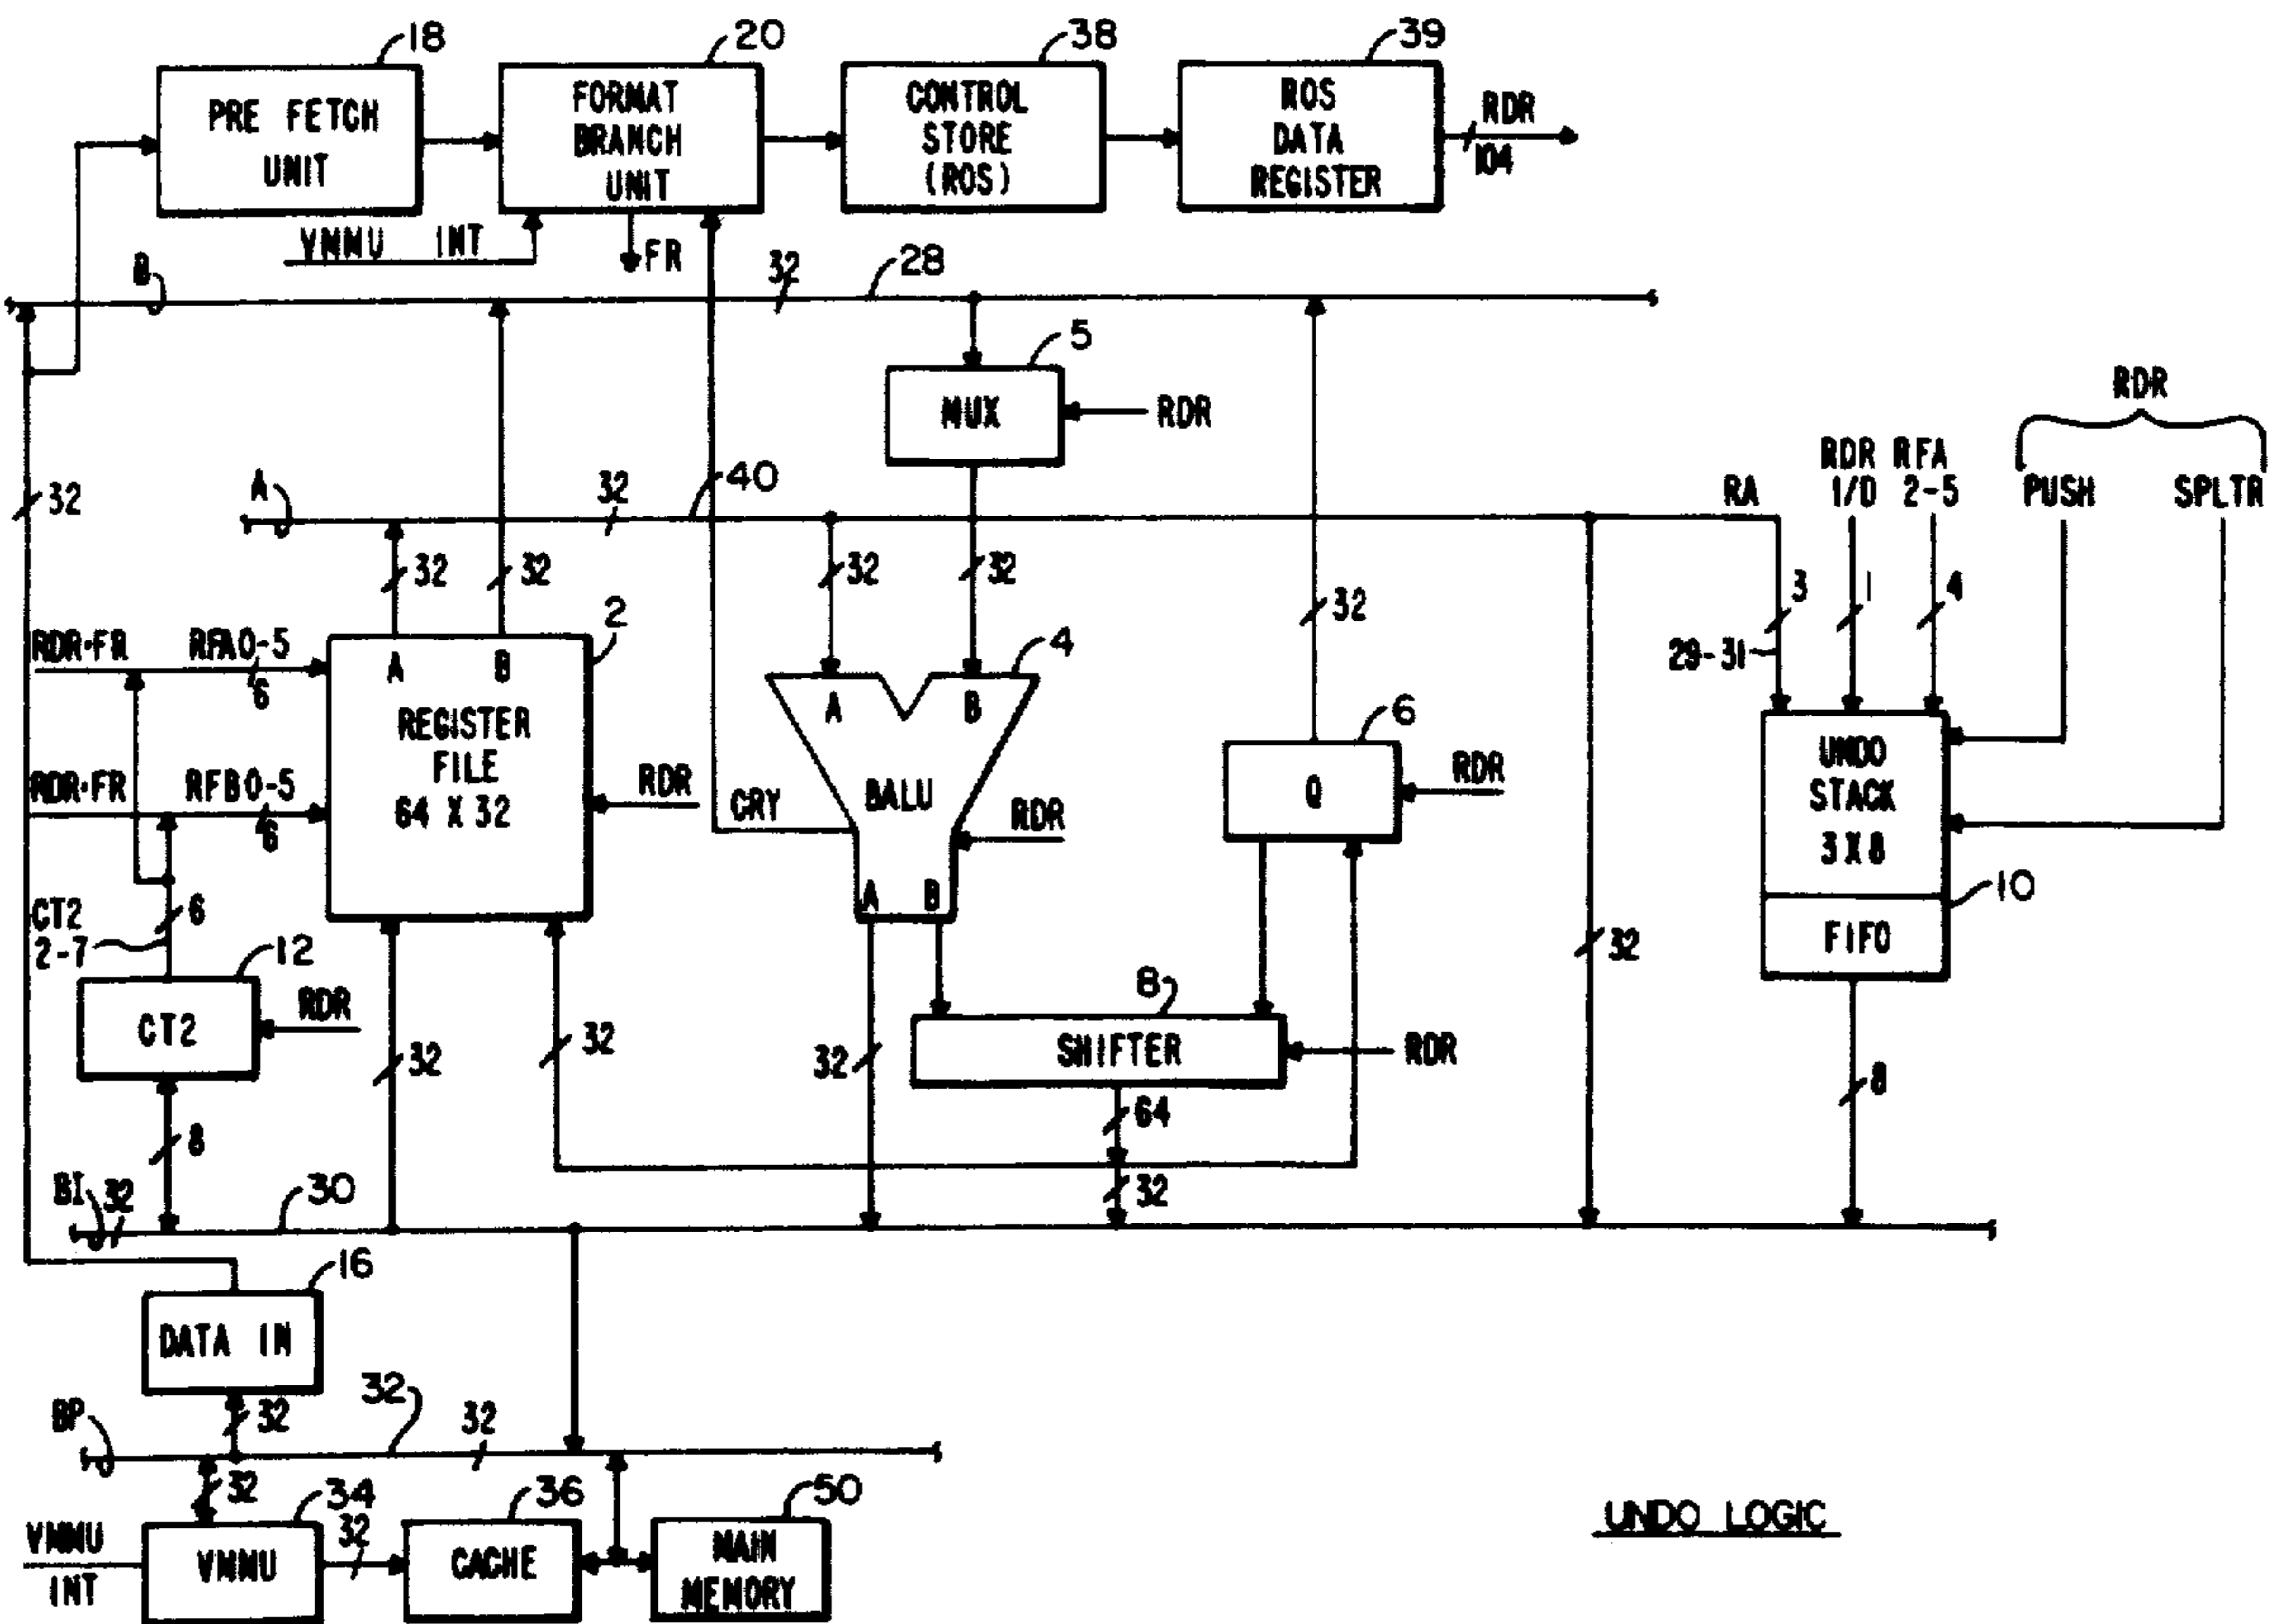 18
20
38
39
PRE FETCH
UNIT
FORMAT
BRANCH
UNIT
CONTROL
STORE
(ROS)
ROS
DATA
REGISTER
RDR
104
VMMU INT
FR
B
32
28
5
MUX
RDR
RDR
32
A
32
40
RA
RDR
1/0
RFA
2-5
PUSH
SPLTR
32
32
32
32
32
3
1
4
29-31
RDR·FR
RFA0-5
6
2
A
B
REGISTER
FILE
64 X 32
RDR
RDR·FR
RFB0-5
6
4
A
B
BALU
CRY
RDR
A
B
6
Q
RDR
UNDO
STACK
3X8
10
FIFO
CT2
2-7
6
12
CT2
RDR
32
32
32
8
SHIFTER
RDR
32
8
8
64
32
BI
32
30
16
DATA IN
32
BP
32
32
32
34
36
50
VMMU
INT
VMMU
32
CACHE
MAIN
MEMORY
UNDO LOGIC